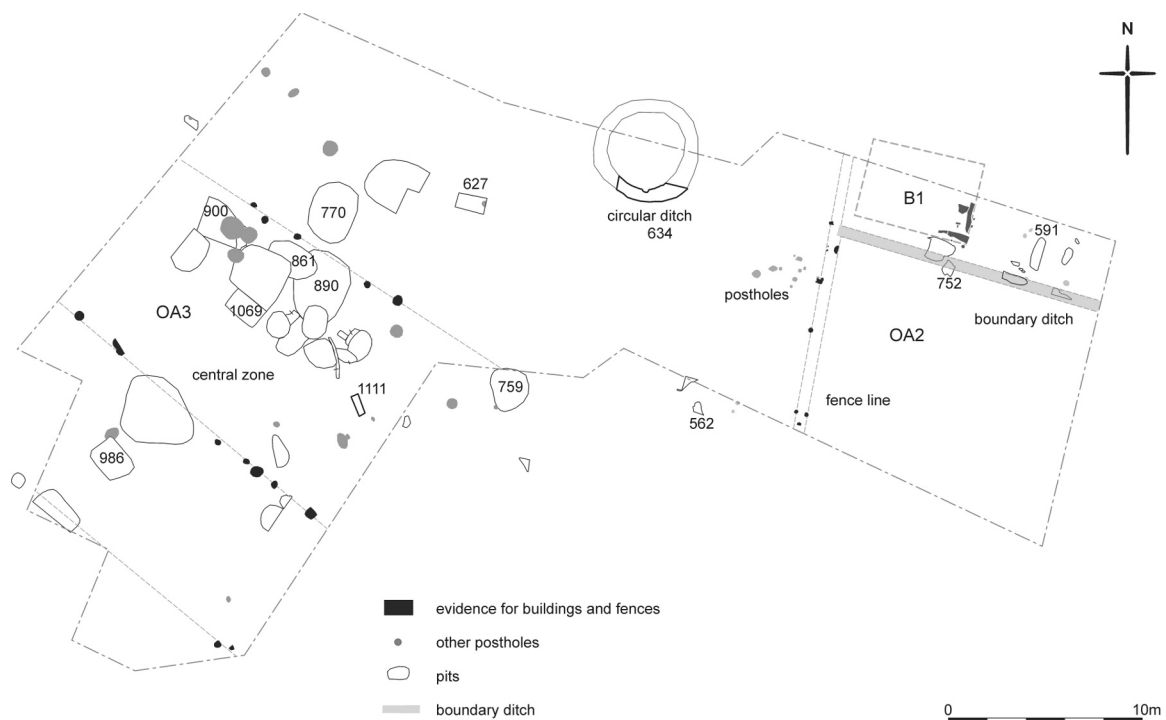 N
627
900
770
B1
circular ditch
634
591
861
890
752
postholes
OA3
1069
boundary ditch
OA2
central zone
759
1111
fence line
562
986
evidence for buildings and fences
other postholes
pits
boundary ditch
0 10m